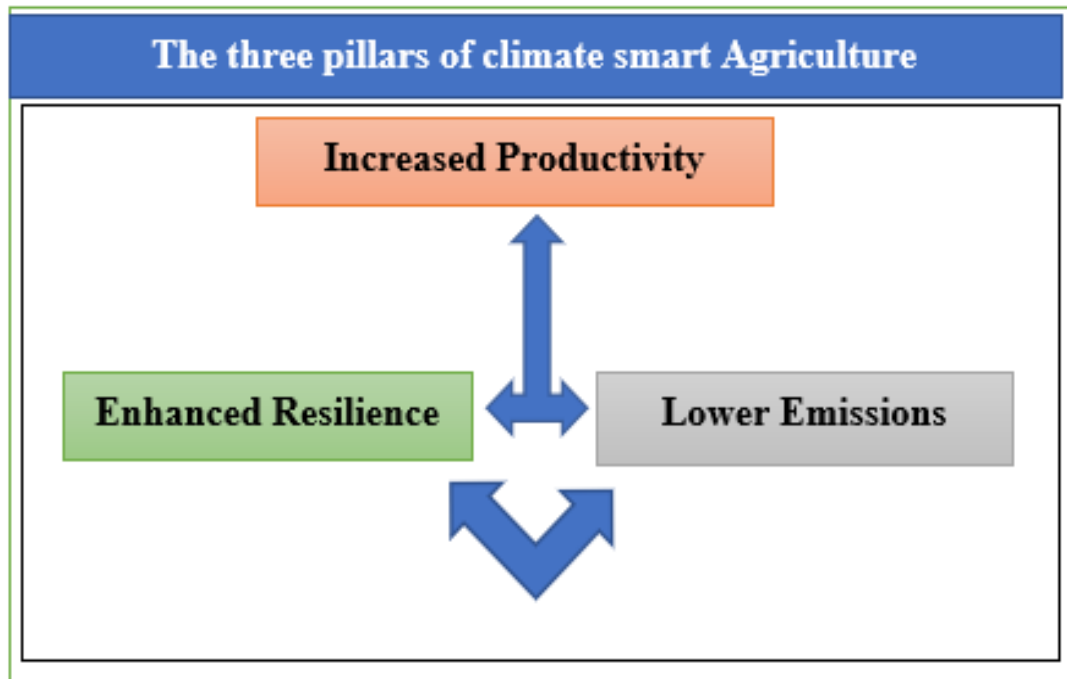 The three pillars of climate smart Agriculture
Increased Productivity
Enhanced Resilience
Lower Emissions